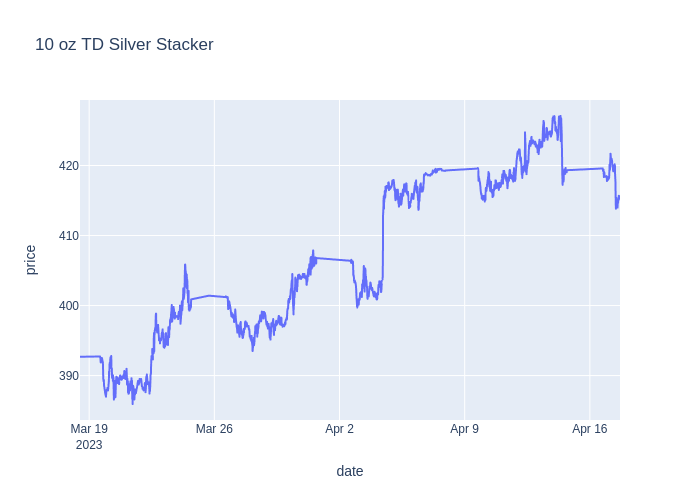 10 oz TD Silver Stacker
420
410
400
390
price
Mar 19
2023
Mar 26
Apr 2
Apr 9
Apr 16
date